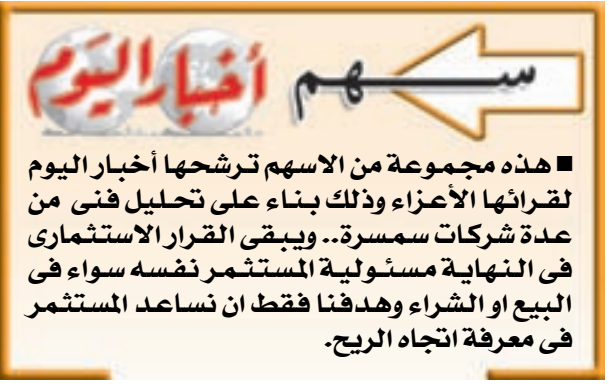 سهم أخبار اليوم
■ هذه مجموعة من الاسهم ترشحها أخبار اليوم
لقرائها الأعزاء وذلك بناء على تحليل فنى من
عدة شركات سمسرة.. ويبقى القرار الاستثمارى
فى النهاية مسئولية المستثمر نفسه سواء فى
البيع او الشراء وهدفنا فقط ان نساعد المستثمر
فى معرفة اتجاه الريح.